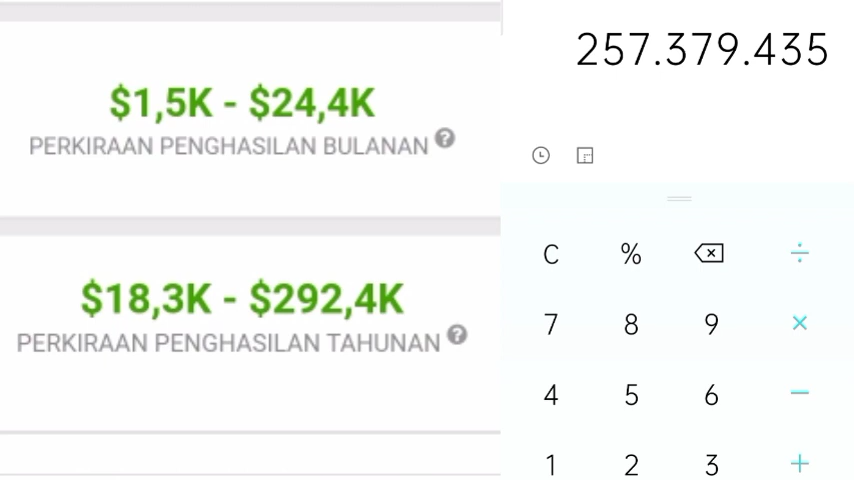 $1,5K - $24,4K
PERKIRAAN PENGHASILAN BULANAN ?
$18,3K - $292,4K
PERKIRAAN PENGHASILAN TAHUNAN ?
257.379.435
C % ÷
7 8 9 ×
4 5 6 −
1 2 3 +